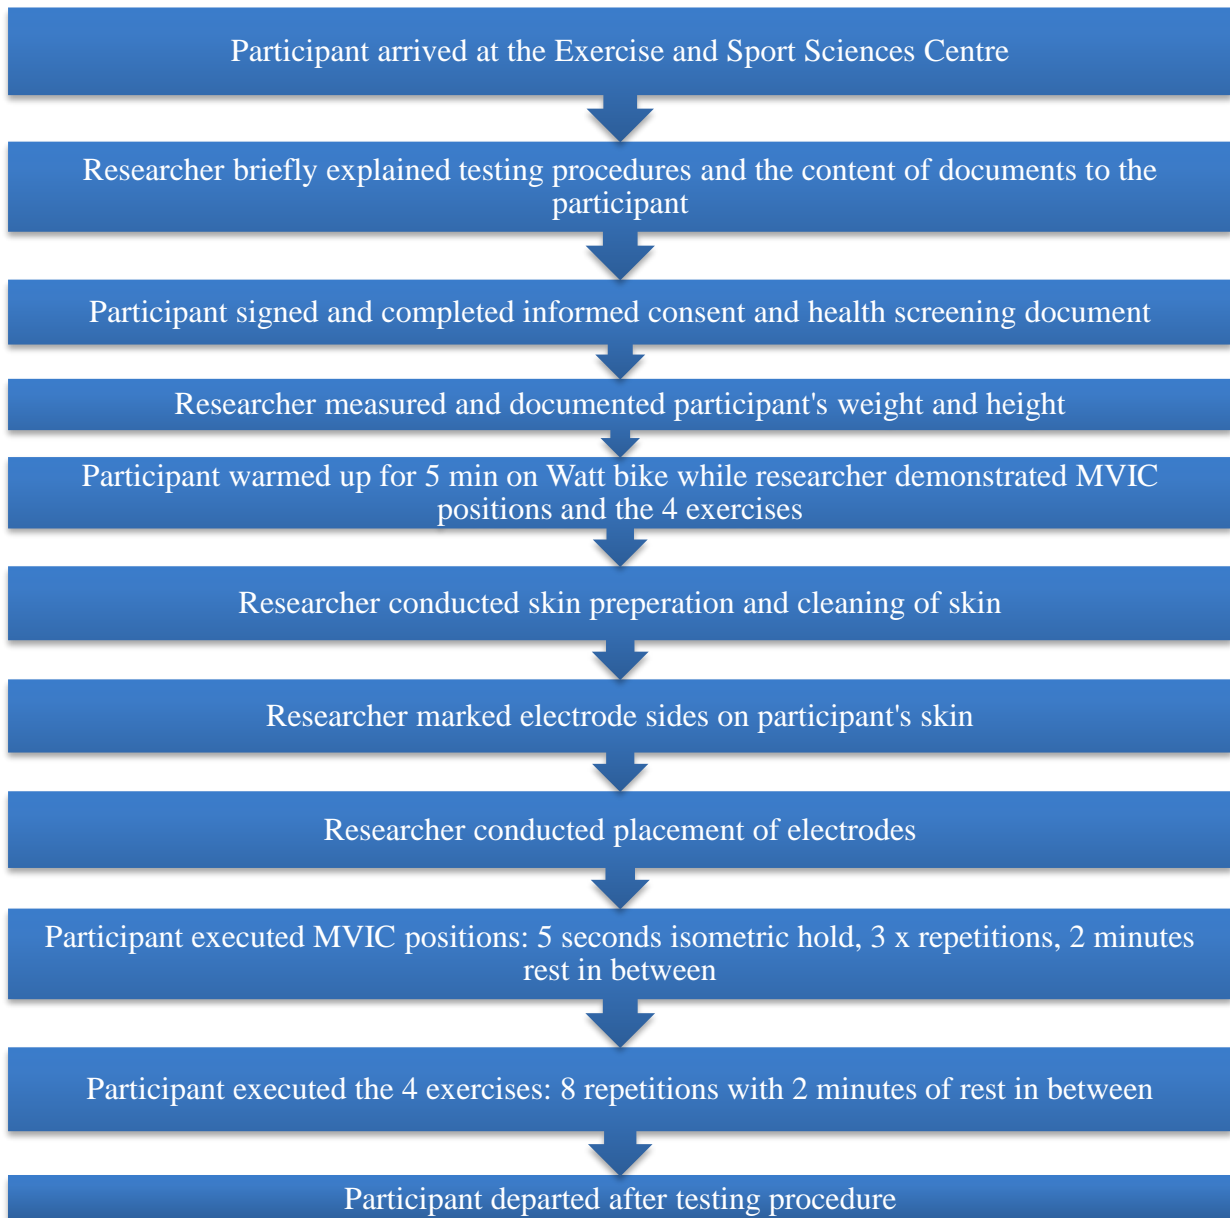 Participant arrived at the Exercise and Sport Sciences Centre
Researcher briefly explained testing procedures and the content of documents to the
participant
Participant signed and completed informed consent and health screening document
Researcher measured and documented participant's weight and height
Participant warmed up for 5 min on Watt bike while researcher demonstrated MVIC
positions and the 4 exercises
Researcher conducted skin preperation and cleaning of skin
Researcher marked electrode sides on participant's skin
Researcher conducted placement of electrodes
Participant executed MVIC positions: 5 seconds isometric hold, 3 x repetitions, 2 minutes
rest in between
Participant executed the 4 exercises: 8 repetitions with 2 minutes of rest in between
Participant departed after testing procedure